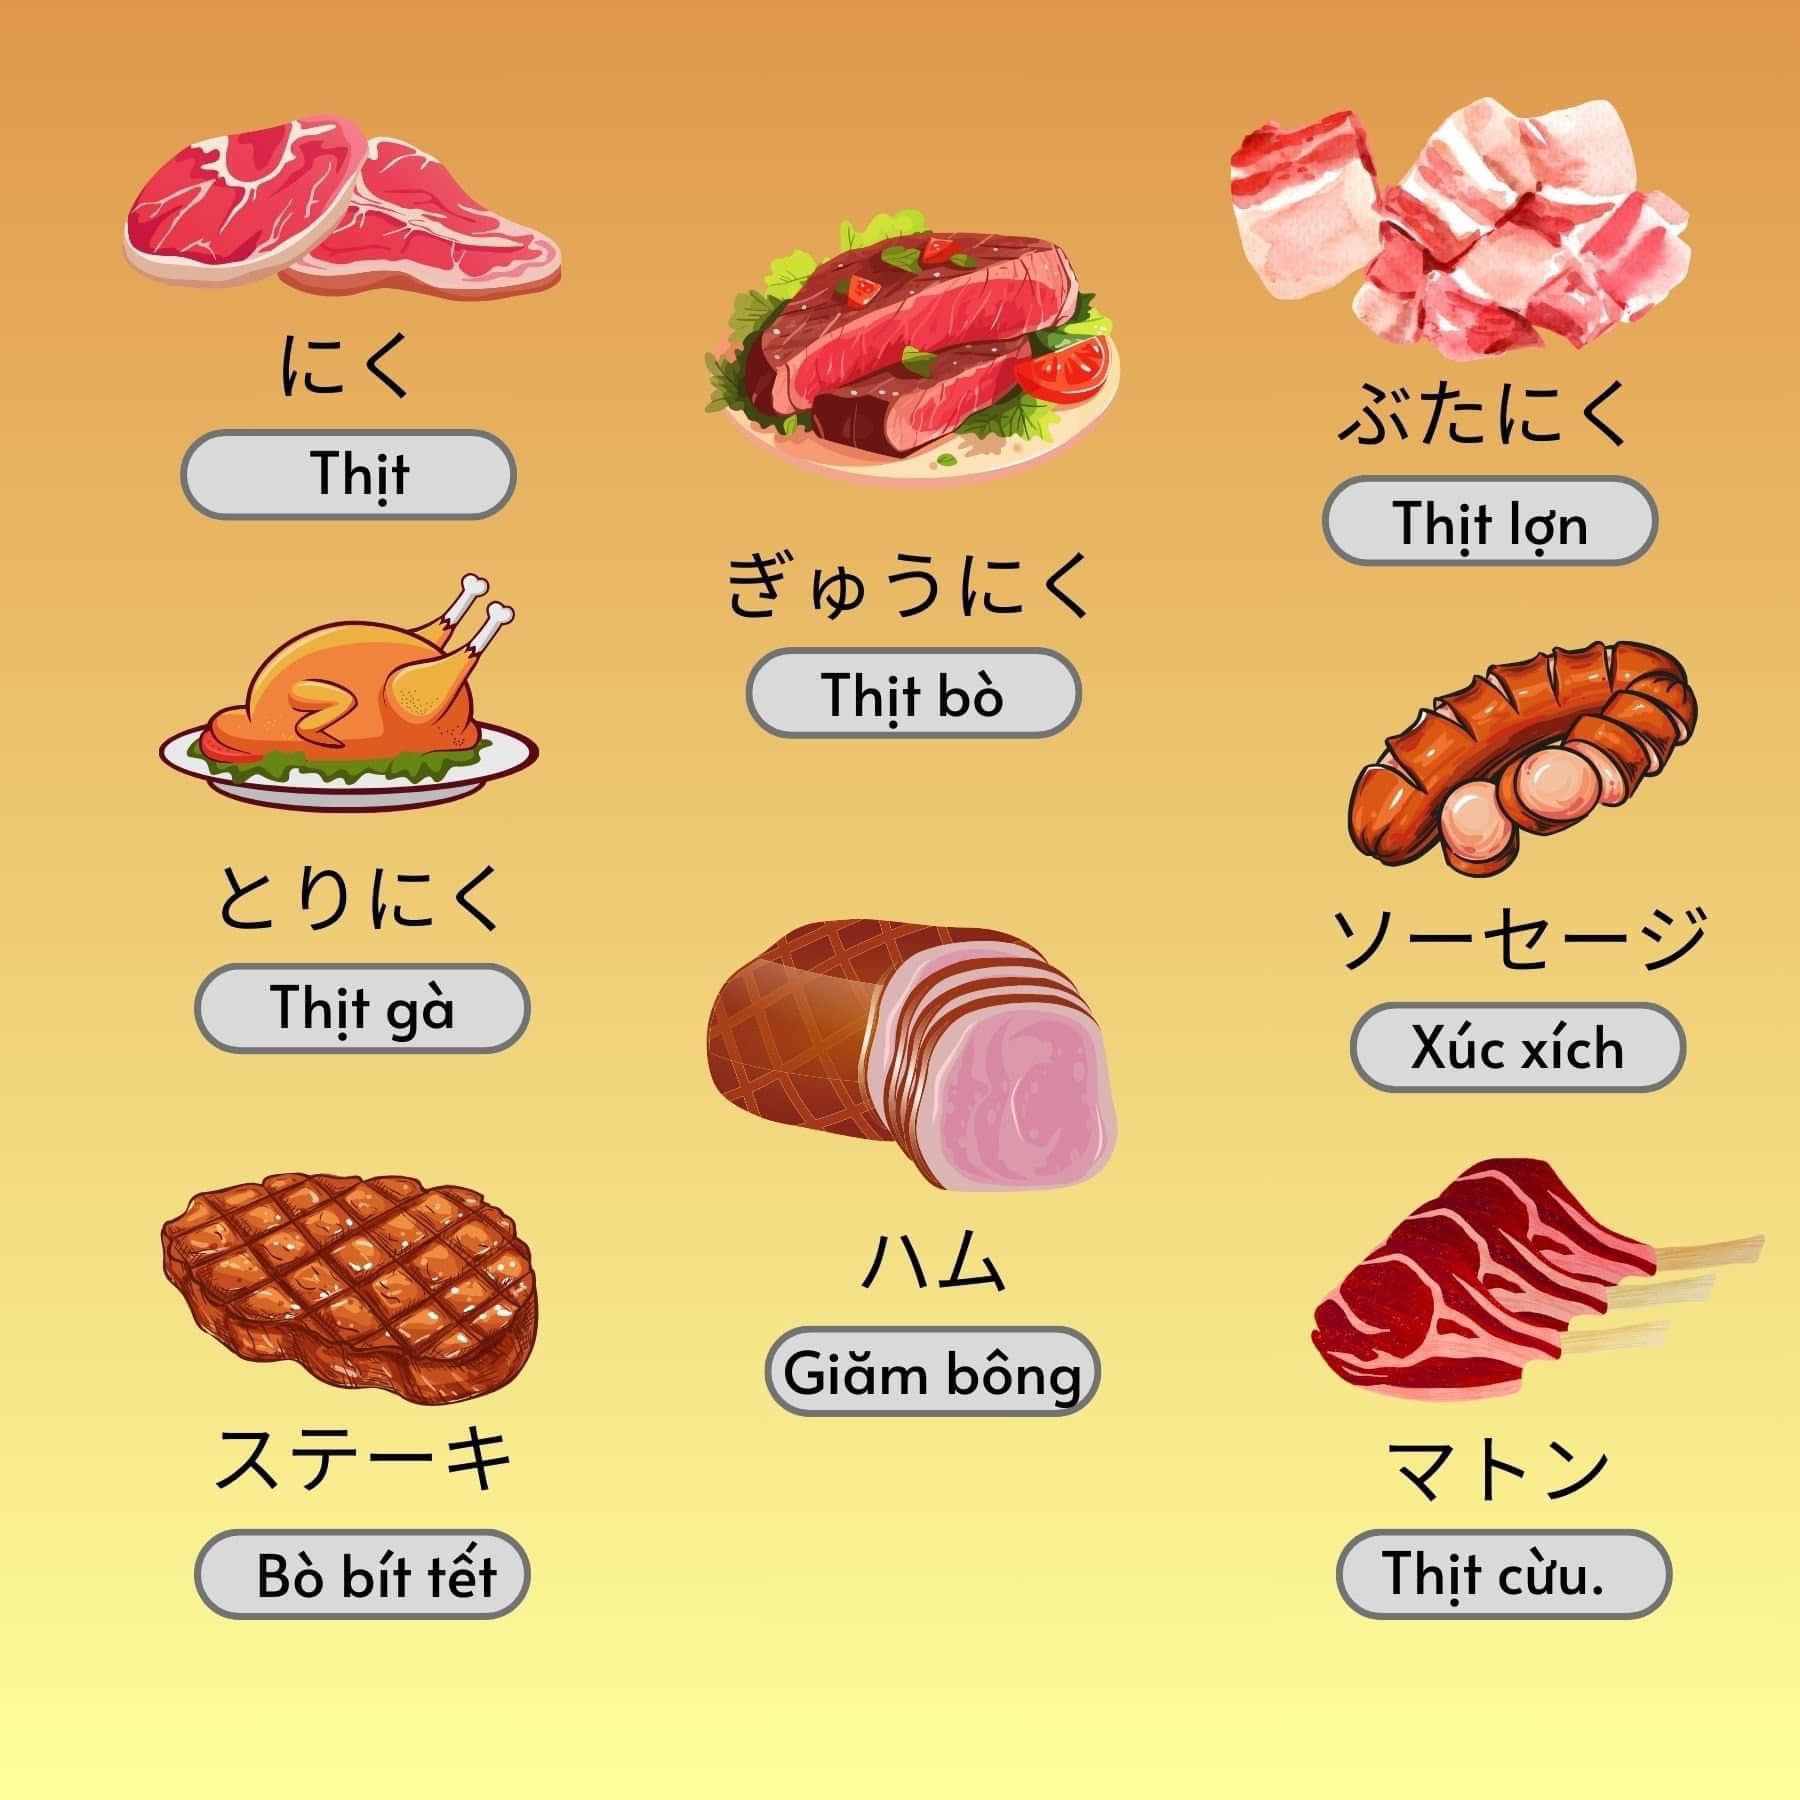 にく
Thịt
ぎゅうにく
Thịt bò
ぶたにく
Thịt lợn
とりにく
Thịt gà
ハム
Giăm bông
ソーセージ
Xúc xích
ステーキ
Bò bít tết
マトン
Thịt cừu.